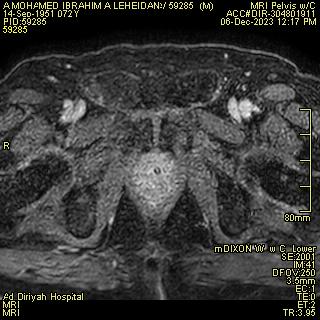 A MOHAMED IBRAHIM A LEHEIDAN:/ 59285 (M)
14-Sep-1951 072Y
PID:59285
59285
MRI Pelvis w/C
ACC#DIR-304801911
06-Dec-2023 12:17 PM
R
80mm
mDIXON-W w C Lower
SE:2001
IM:41
DFOV:250
3.5mm
EC:1
TE:0
ET:2
TR:3.95
Ad Diriyah Hospital
MRI
MRI